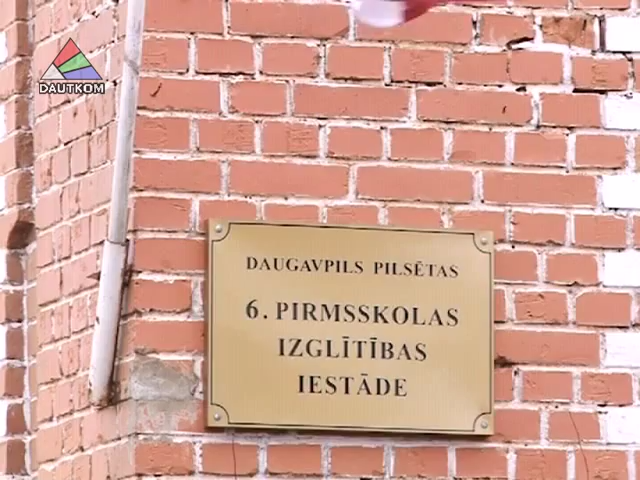 DAUTKOM
DAUGAVPILS PILSĒTAS
6. PIRMSSKOLAS
IZGLĪTĪBAS
IESTĀDE